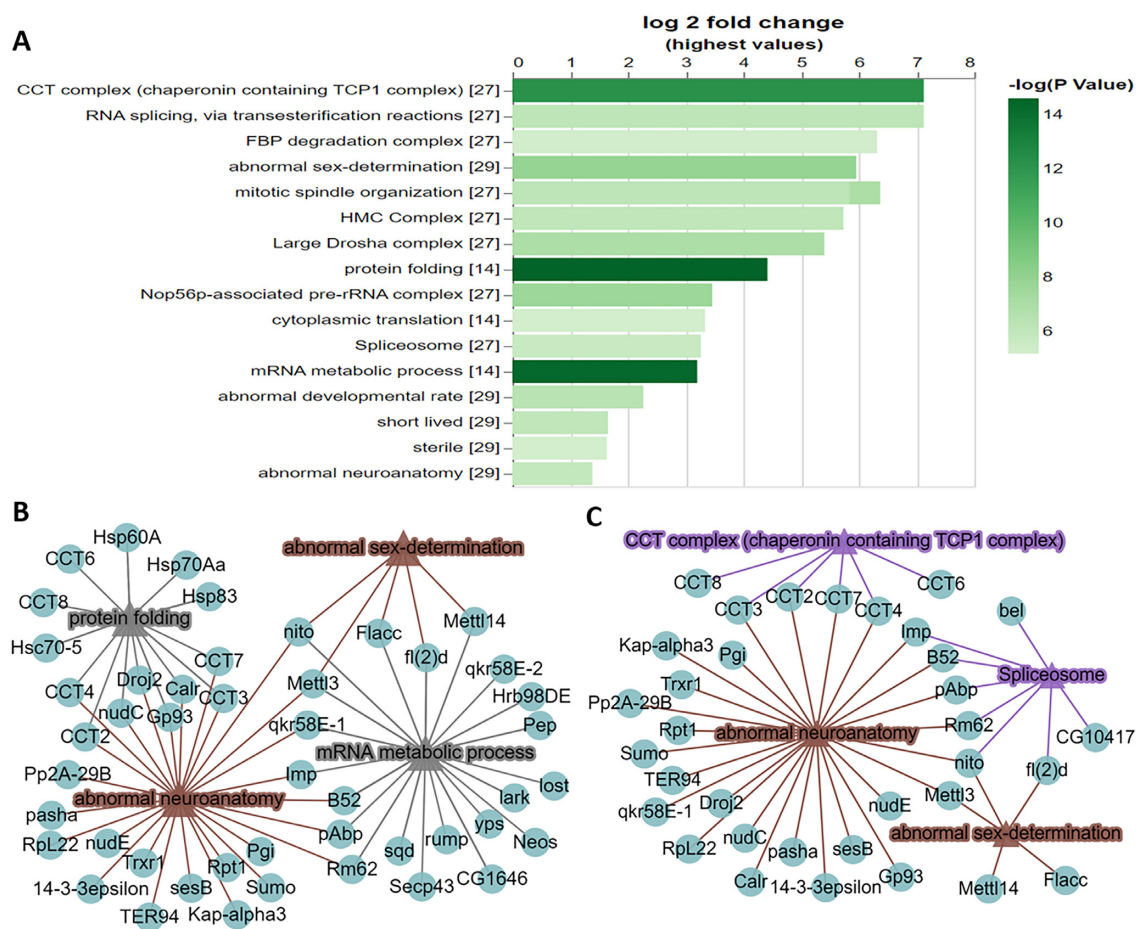 A
log 2 fold change
(highest values)
0 1 2 3 4 5 6 7 8
CCT complex (chaperonin containing TCP1 complex) [27]
RNA splicing, via transesterification reactions [27]
FBP degradation complex [27]
abnormal sex-determination [29]
mitotic spindle organization [27]
HMC Complex [27]
Large Drosha complex [27]
protein folding [14]
Nop56p-associated pre-rRNA complex [27]
cytoplasmic translation [14]
Spliceosome [27]
mRNA metabolic process [14]
abnormal developmental rate [29]
short lived [29]
sterile [29]
abnormal neuroanatomy [29]
-log(P Value)
14
12
10
8
6
B
Hsp60A
CCT6
Hsp70Aa
Hsp83
CCT8
protein folding
Hsc70-5
CCT7
CCT4
Droj2
Calr
CCT3
nudC
Gp93
CCT2
abnormal sex-determination
nito
Flacc
Mettl14
fl(2)d
Mettl3
qkr58E-2
Hrb98DE
qkr58E-1
Pep
mRNA metabolic process
Imp
lost
lark
Pp2A-29B
abnormal neuroanatomy
B52
pasha
RpL22
nudE
Trxr1
Pgi
Rpt1
pAbp
yps
Neos
sqd
rump
Rm62
CG1646
Secp43
14-3-3epsilon
sesB
Sumo
TER94
Kap-alpha3
C
CCT complex (chaperonin containing TCP1 complex)
CCT8
CCT3
CCT2
CCT7
CCT4
CCT6
bel
Imp
Kap-alpha3
Pgi
B52
Trxr1
pAbp
Spliceosome
Pp2A-29B
Rpt1
Rm62
abnormal neuroanatomy
CG10417
Sumo
nito
fl(2)d
TER94
Mettl3
qkr58E-1
Droj2
nudE
abnormal sex-determination
RpL22
nudC
pasha
sesB
Calr
14-3-3epsilon
Gp93
Mettl14
Flacc